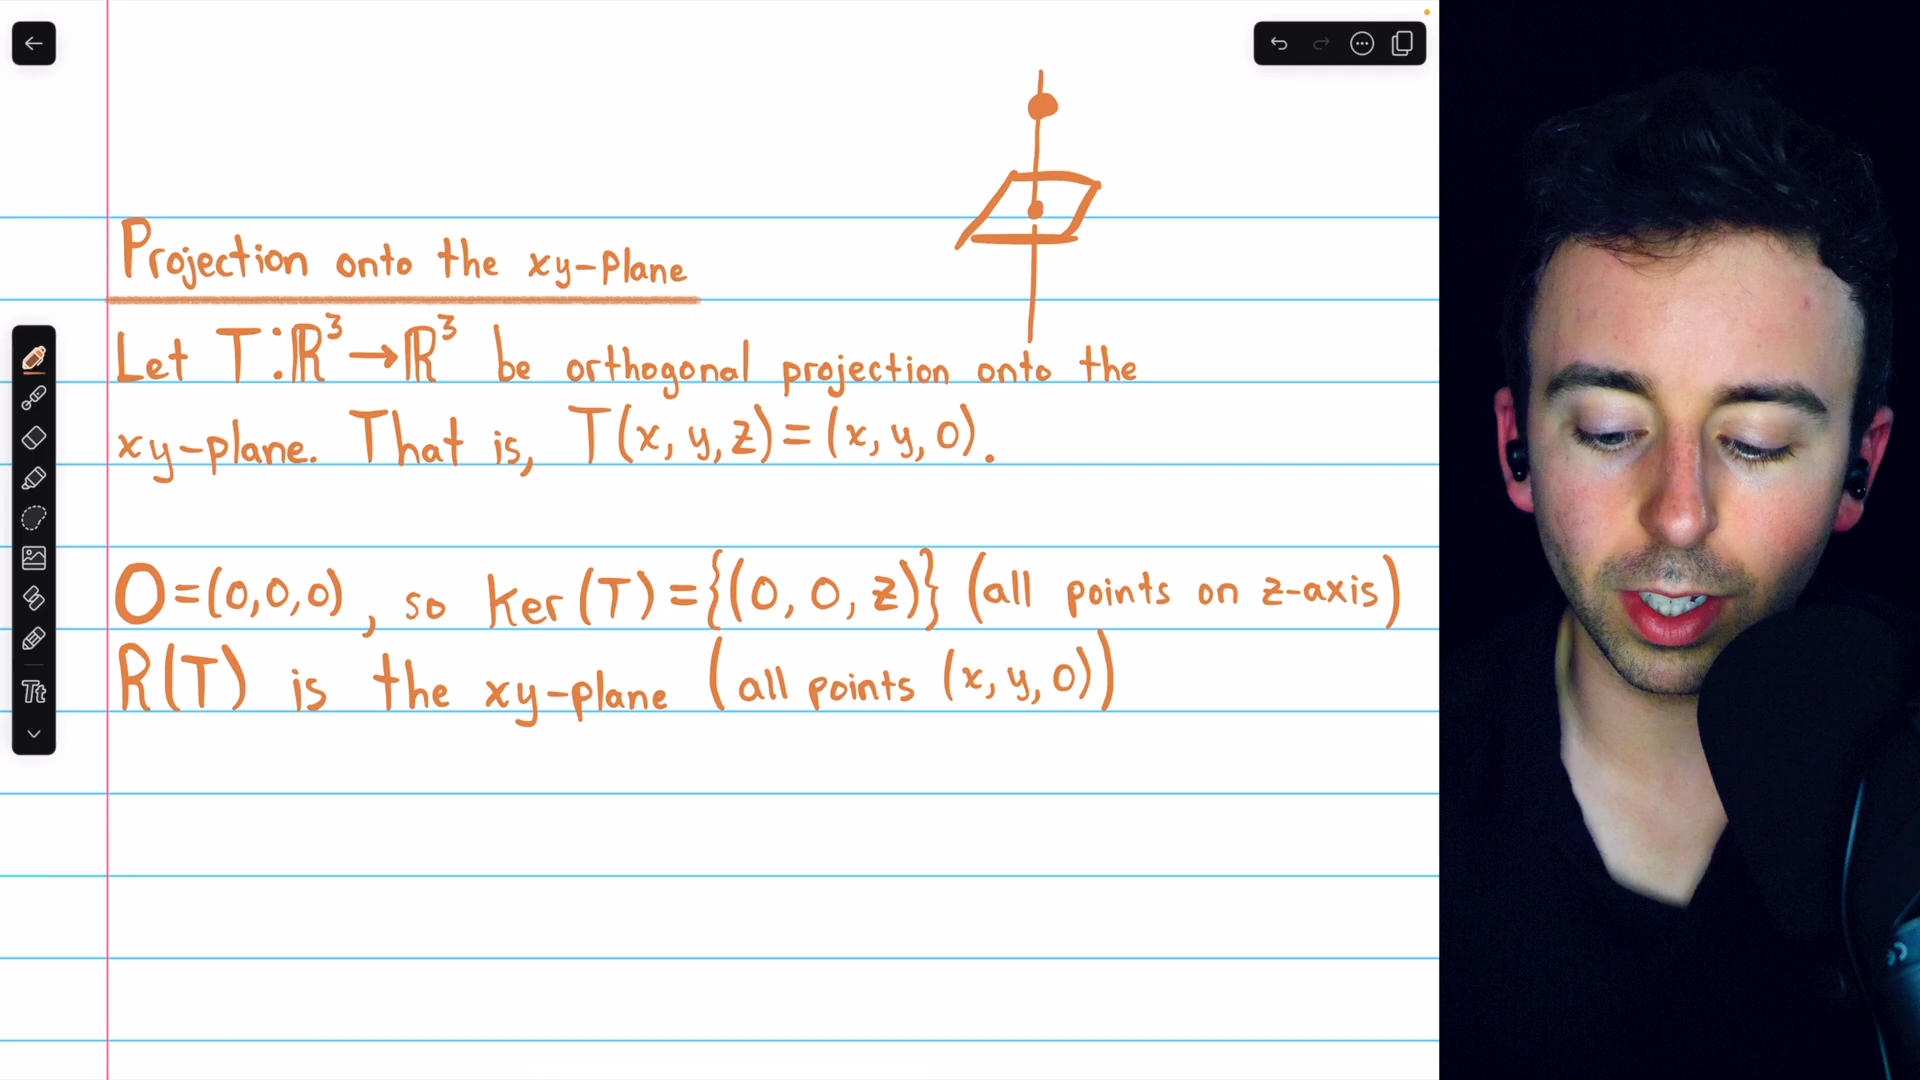 Projection onto the xy-plane
Let T:ℝ³→ℝ³ be orthogonal projection onto the
xy-plane. That is, T(x, y, z) = (x, y, 0).
0 = (0,0,0), so ker(T) = {(0, 0, z)} (all points on z-axis)
R(T) is the xy-plane (all points (x, y, 0))
Tt